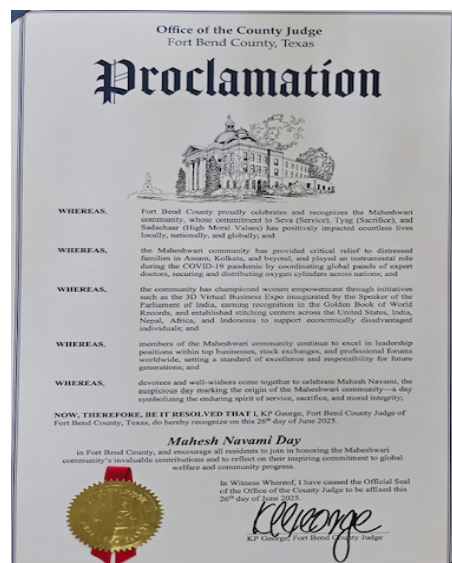 Office of the County Judge
Fort Bend County, Texas
Proclamation
WHEREAS, Fort Bend County proudly celebrates and recognizes the Maheshwari
community, whose commitment to Seva (Service), Tyag (Sacrifice), and
Sadachaar (High Moral Values) has positively impacted countless lives
locally, nationally, and globally; and
WHEREAS, the Maheshwari community has provided critical relief to distressed
families in Assam, Kolkata, and beyond, and played an instrumental role
during the COVID-19 pandemic by coordinating global panels of expert
doctors, securing and distributing oxygen cylinders across nations; and
WHEREAS, the community has championed women empowerment through initiatives
such as the 3D Virtual Business Expo inaugurated by the Speaker of the
Parliament of India, earning recognition in the Golden Book of World
Records, and established stitching centers across the United States, India,
Nepal, Africa, and Indonesia to support economically disadvantaged
individuals; and
WHEREAS, members of the Maheshwari community continue to excel in leadership
positions within top businesses, stock exchanges, and professional forums
worldwide, setting a standard of excellence and responsibility for future
generations; and
WHEREAS, devotees and well-wishers come together to celebrate Mahesh Navami, the
auspicious day marking the origin of the Maheshwari community—a day
symbolizing the enduring spirit of service, sacrifice, and moral integrity;
NOW, THEREFORE, BE IT RESOLVED THAT I, KP George, Fort Bend County Judge of
Fort Bend County, Texas, do hereby recognize on this 26th day of June 2025.
Mahesh Navami Day
in Fort Bend County, and encourage all residents to join in honoring the Maheshwari
community's invaluable contributions and to reflect on their inspiring commitment to global
welfare and community progress.
In Witness Whereof, I have caused the Official Seal
of the Office of the County Judge to be affixed this
26th day of June 2025.
KP George, Fort Bend County Judge